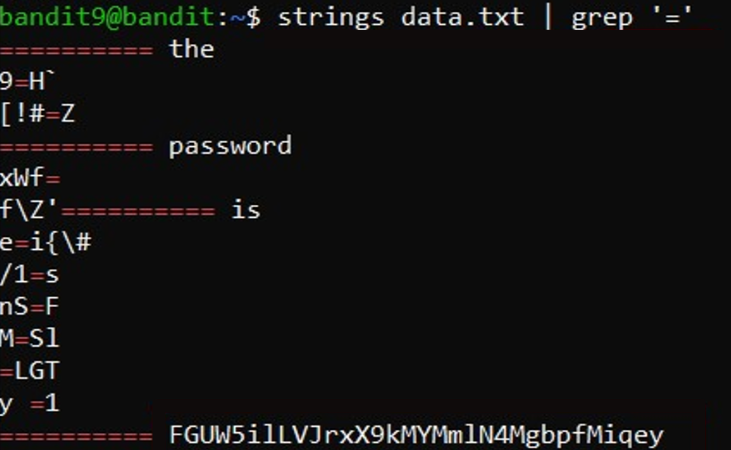 bandit9@bandit:~$ strings data.txt | grep '='
========== the
9=H`
[!#=Z
========== password
xWf=
f\Z'========== is
e=i{\#
/1=s
nS=F
M=Sl
=LGT
y =1
========== FGUW5ilLVJrxX9kMYMmlN4MgbpfMiqey